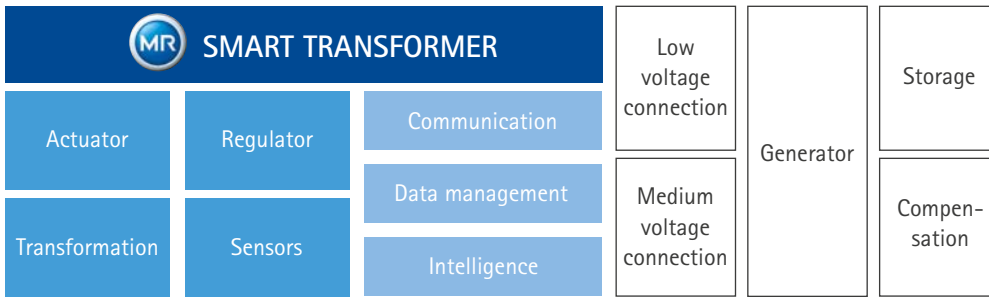 MR SMART TRANSFORMER
Actuator
Regulator
Transformation
Sensors
Communication
Data management
Intelligence
Low
voltage
connection
Medium
voltage
connection
Generator
Storage
Compen-
sation